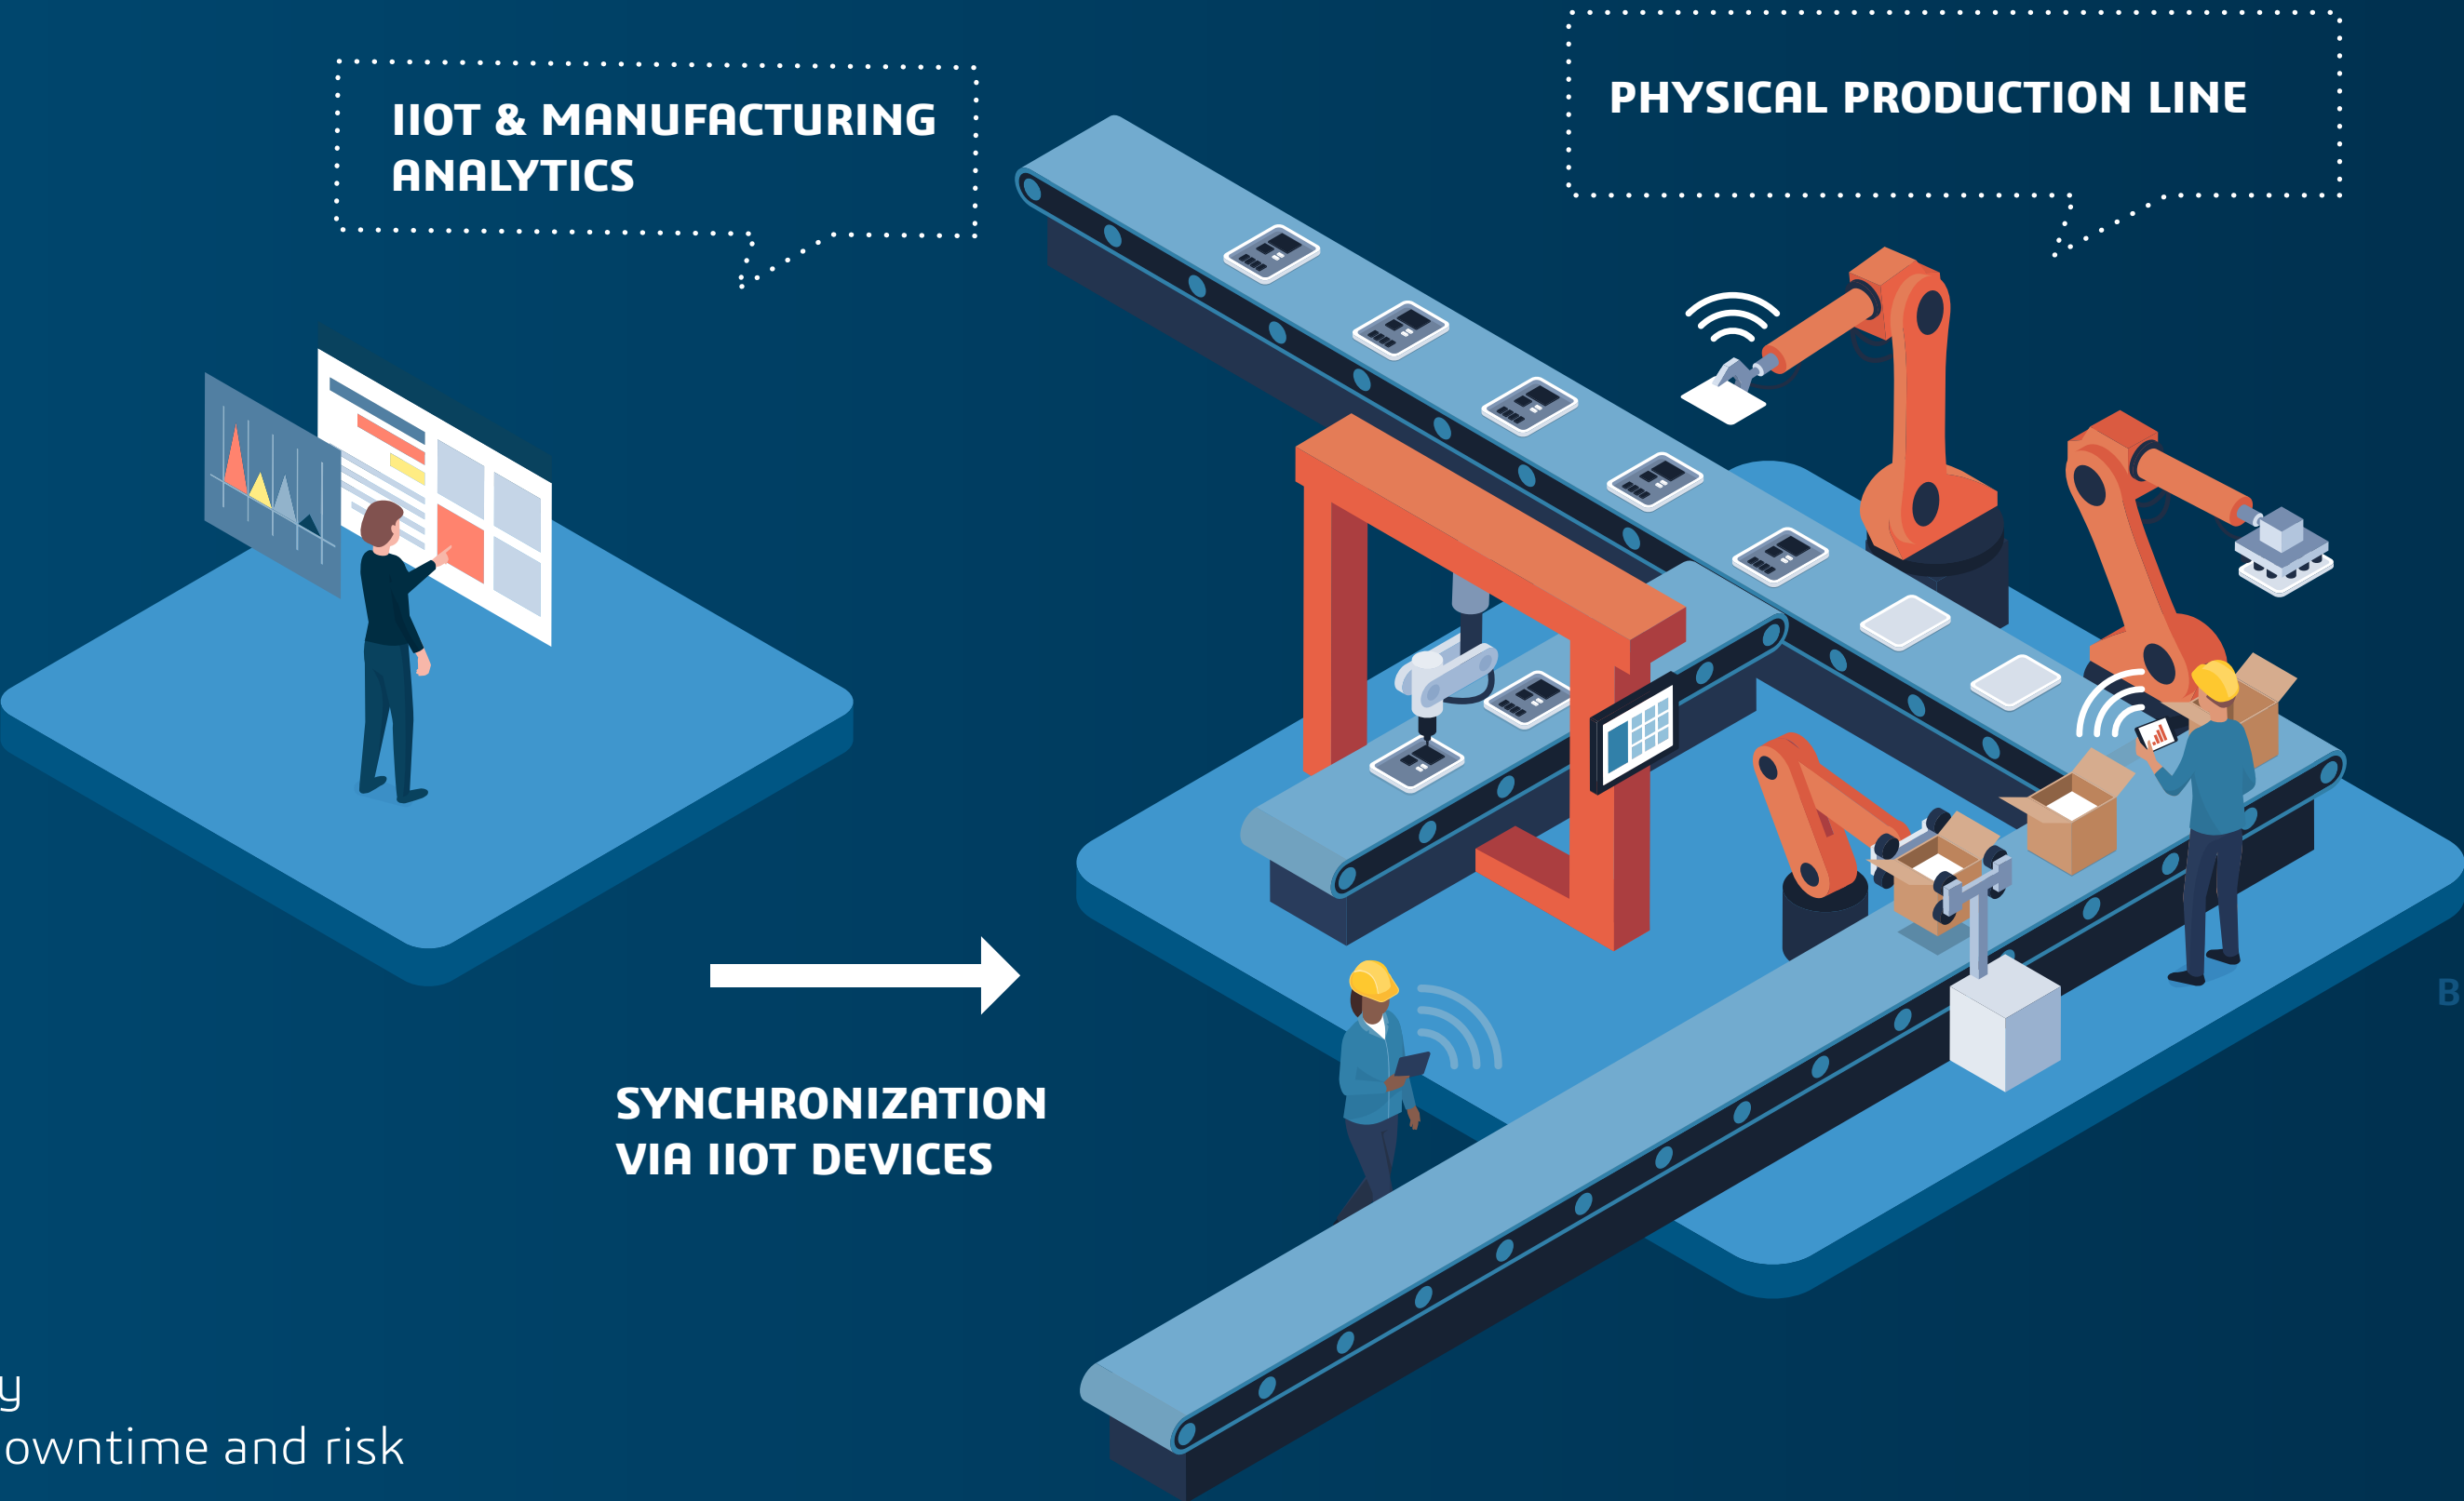 IIOT & MANUFACTURING
ANALYTICS
PHYSICAL PRODUCTION LINE
SYNCHRONIZATION
VIA IIOT DEVICES
B
y
owntime and risk